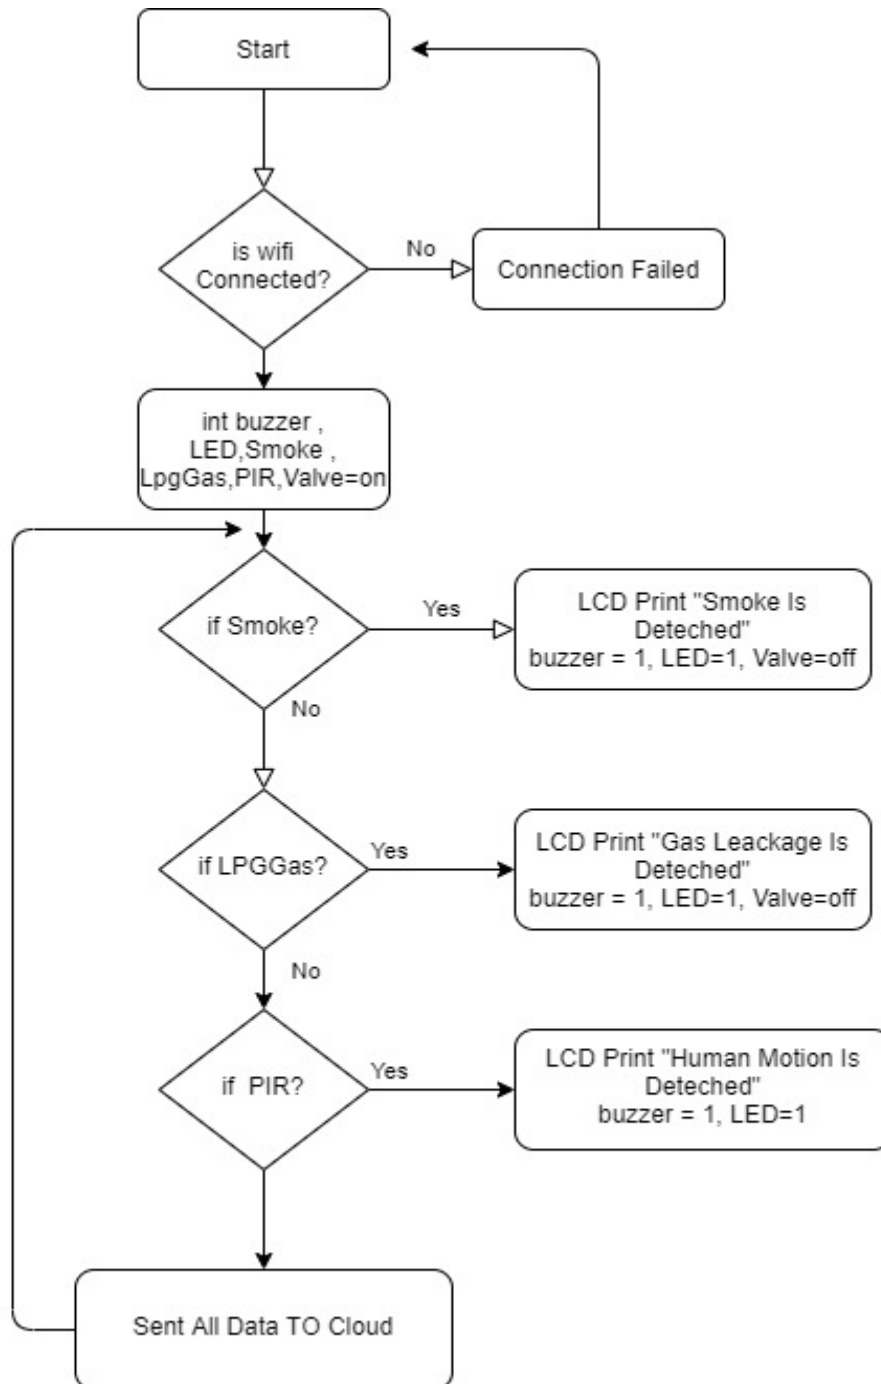 Start
is wifi
Connected?
No
Connection Failed
int buzzer ,
LED,Smoke ,
LpgGas,PIR,Valve=on
if Smoke?
Yes
LCD Print "Smoke Is
Deteched"
buzzer = 1, LED=1, Valve=off
No
if LPGGas?
Yes
LCD Print "Gas Leackage Is
Deteched"
buzzer = 1, LED=1, Valve=off
No
if PIR?
Yes
LCD Print "Human Motion Is
Deteched"
buzzer = 1, LED=1
Sent All Data TO Cloud